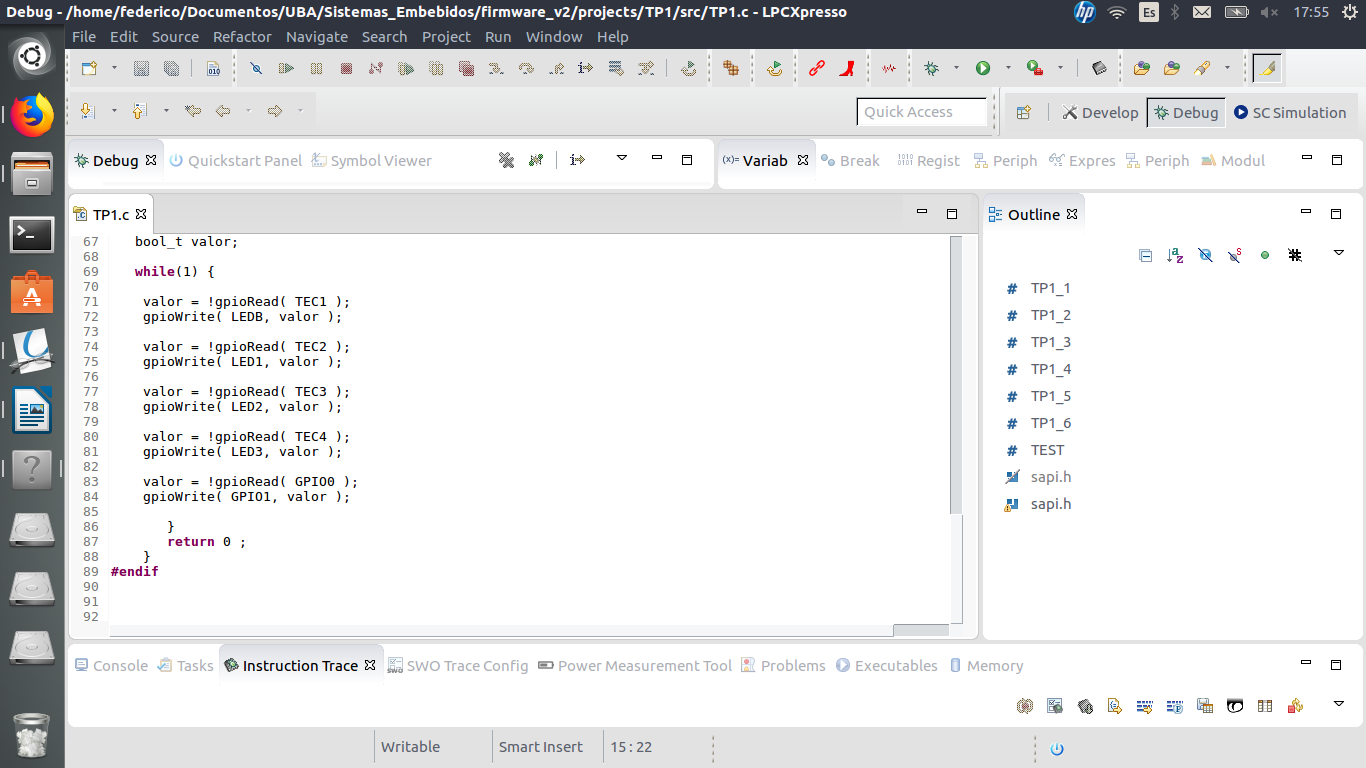 Debug - /home/federico/Documentos/UBA/Sistemas_Embebidos/firmware_v2/projects/TP1/src/TP1.c - LPCXpresso
Es
17:55
File Edit Source Refactor Navigate Search Project Run Window Help
010
Quick Access
Develop
Debug
SC Simulation
Debug
Quickstart Panel
Symbol Viewer
(x)= Variab
Break
1010 0101 Regist
Periph
Expres
Periph
Modul
TP1.c
67 bool_t valor;
68
69 while(1) {
70
71 valor = !gpioRead( TEC1 );
72 gpioWrite( LEDB, valor );
73
74 valor = !gpioRead( TEC2 );
75 gpioWrite( LED1, valor );
76
77 valor = !gpioRead( TEC3 );
78 gpioWrite( LED2, valor );
79
80 valor = !gpioRead( TEC4 );
81 gpioWrite( LED3, valor );
82
83 valor = !gpioRead( GPIO0 );
84 gpioWrite( GPIO1, valor );
85
86 }
87 return 0 ;
88 }
89 #endif
90
91
92
Outline
# TP1_1
# TP1_2
# TP1_3
# TP1_4
# TP1_5
# TP1_6
# TEST
sapi.h
sapi.h
Console
Tasks
Instruction Trace
SWO Trace Config
Power Measurement Tool
Problems
Executables
Memory
Writable
Smart Insert
15 : 22